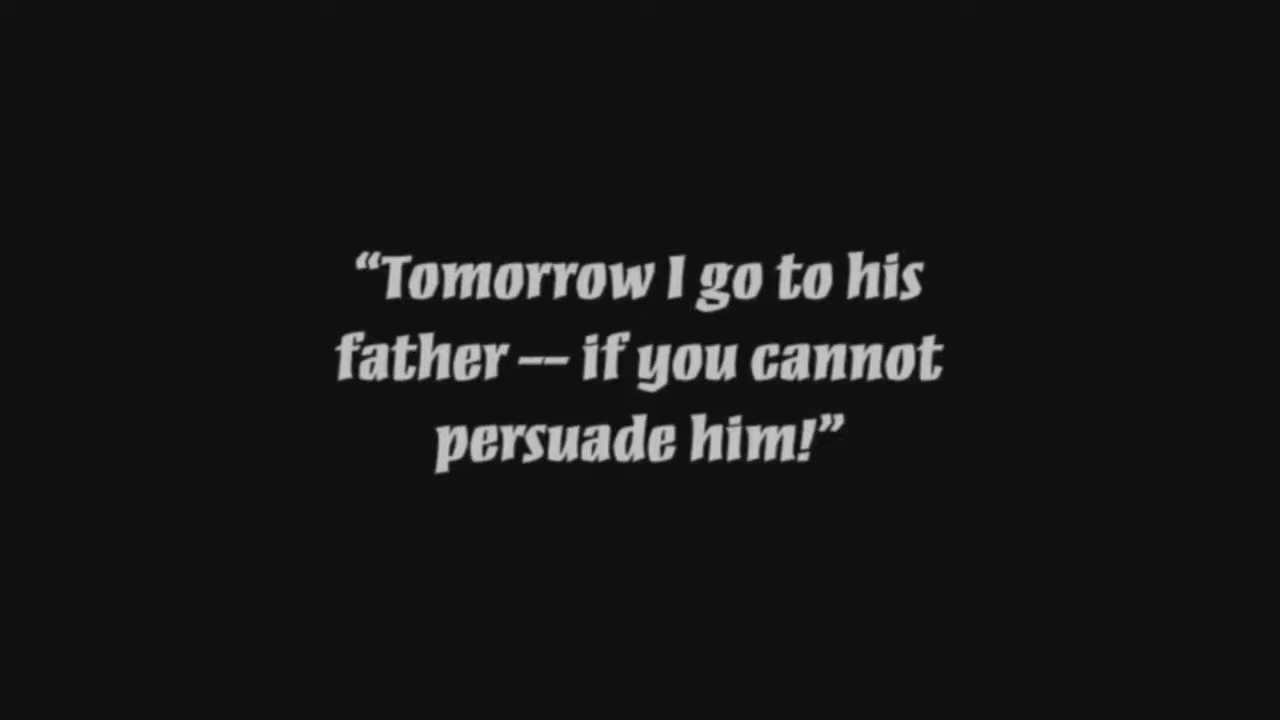 “Tomorrow I go to his
father -- if you cannot
persuade him!”